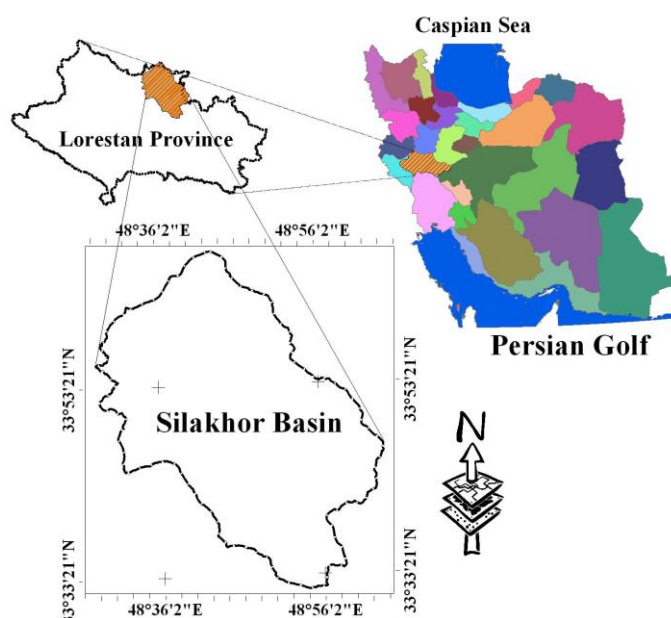 Caspian Sea
Lorestan Province
Persian Golf
48°36'2"E 48°56'2"E
33°53'21"N 33°53'21"N
Silakhor Basin
N
33°33'21"N 33°33'21"N
48°36'2"E 48°56'2"E